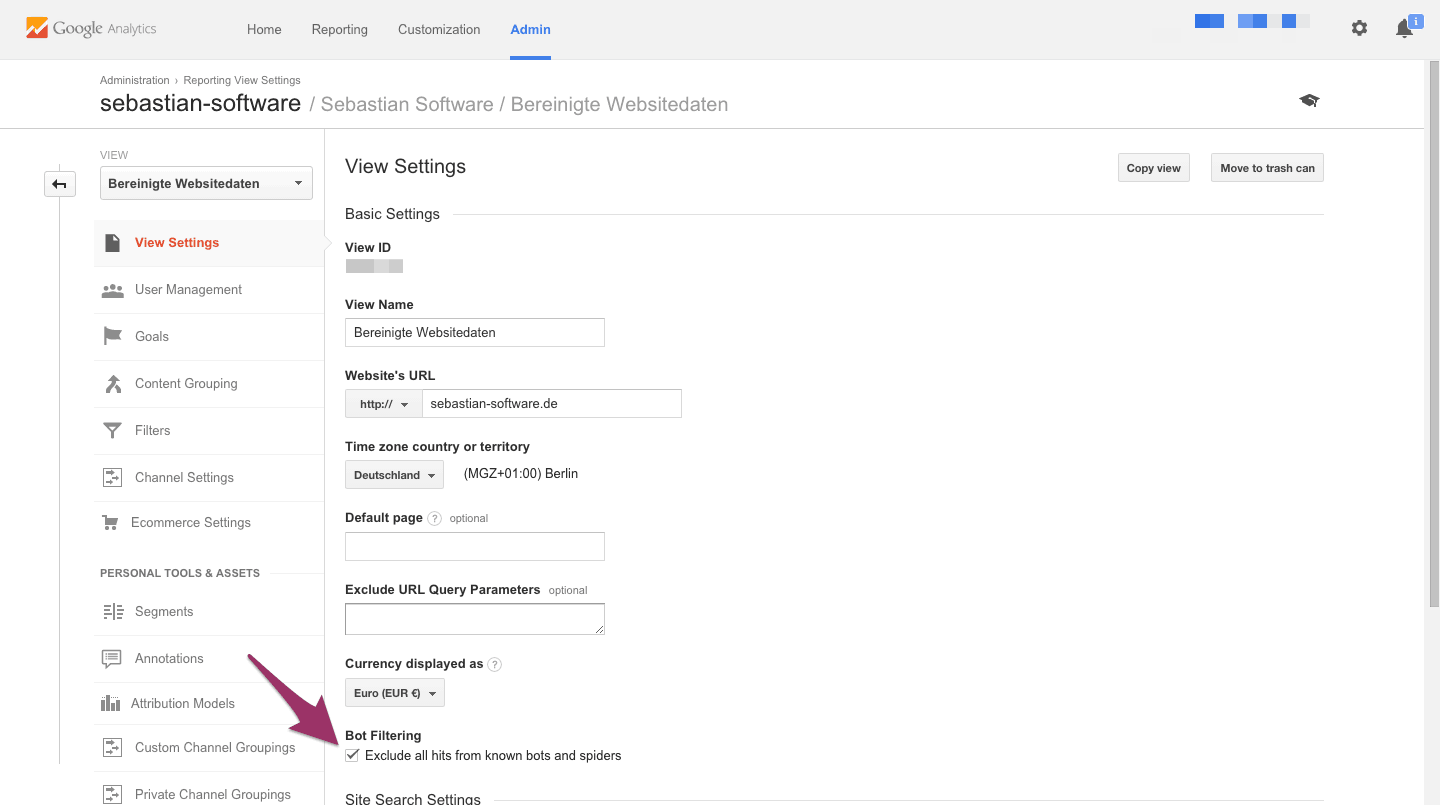 Google Analytics
Home Reporting Customization Admin
Administration › Reporting View Settings
sebastian-software / Sebastian Software / Bereinigte Websitedaten
VIEW
Bereinigte Websitedaten
View Settings
User Management
Goals
Content Grouping
Filters
Channel Settings
Ecommerce Settings
PERSONAL TOOLS & ASSETS
Segments
Annotations
Attribution Models
Custom Channel Groupings
Private Channel Groupings
View Settings
Copy view
Move to trash can
Basic Settings
View ID
View Name
Bereinigte Websitedaten
Website's URL
http:// sebastian-software.de
Time zone country or territory
Deutschland (MGZ+01:00) Berlin
Default page ? optional
Exclude URL Query Parameters optional
Currency displayed as ?
Euro (EUR €)
Bot Filtering
Exclude all hits from known bots and spiders
Site Search Settings